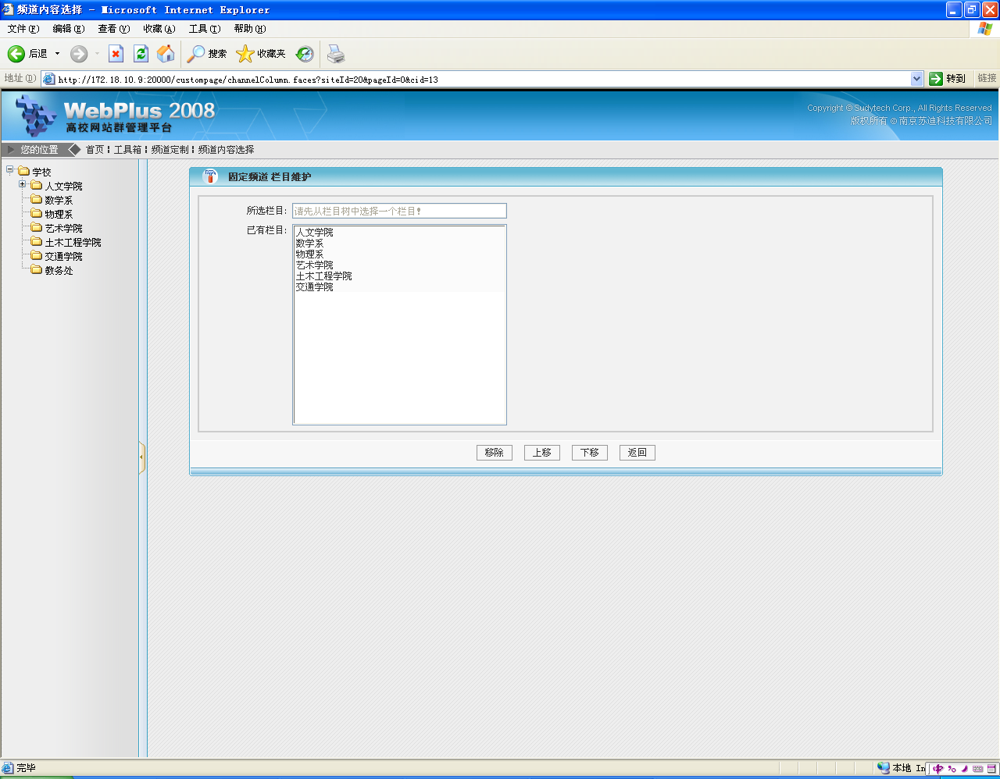 频道内容选择 - Microsoft Internet Explorer
文件(F) 编辑(E) 查看(V) 收藏(A) 工具(T) 帮助(H)
后退 搜索 收藏夹
地址(D) http://172.18.10.9:20000/custompage/channelColumn.faces?siteId=20&pageId=0&cid=13 转到 链接
WebPlus 2008
高校网站群管理平台
Copyright © Sudytech Corp., All Rights Reserved
版权所有 © 南京苏迪科技有限公司
您的位置 首页 工具箱 频道定制 频道内容选择
学校
人文学院
数学系
物理系
艺术学院
土木工程学院
交通学院
教务处
固定频道 栏目維护
所选栏目: 请先从栏目树中选择一个栏目!
已有栏目:
人文学院
数学系
物理系
艺术学院
土木工程学院
交通学院
移除 上移 下移 返回
完毕 本地 In 中